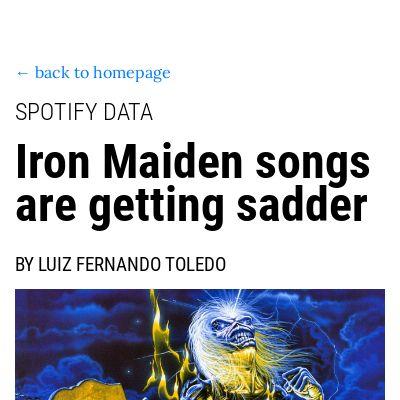 ← back to homepage
SPOTIFY DATA
Iron Maiden songs
are getting sadder
BY LUIZ FERNANDO TOLEDO